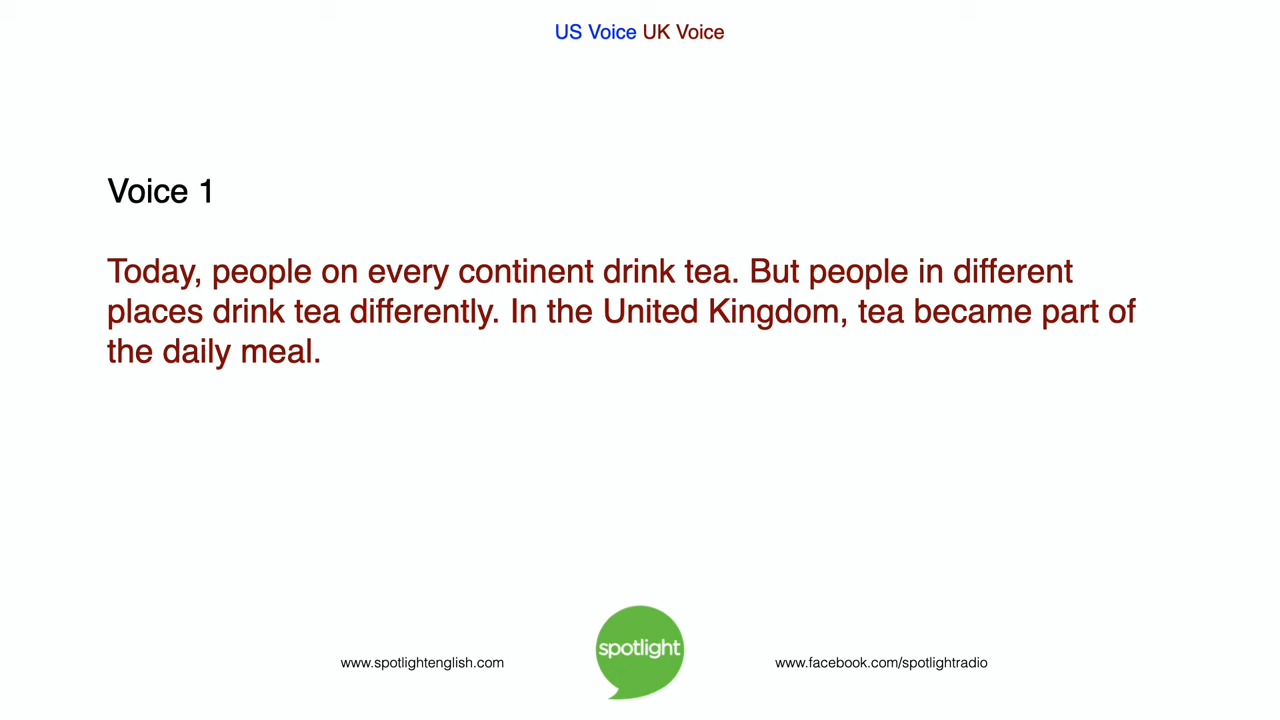 US Voice UK Voice
Voice 1
Today, people on every continent drink tea. But people in different
places drink tea differently. In the United Kingdom, tea became part of
the daily meal.
www.spotlightenglish.com
spotlight
www.facebook.com/spotlightradio